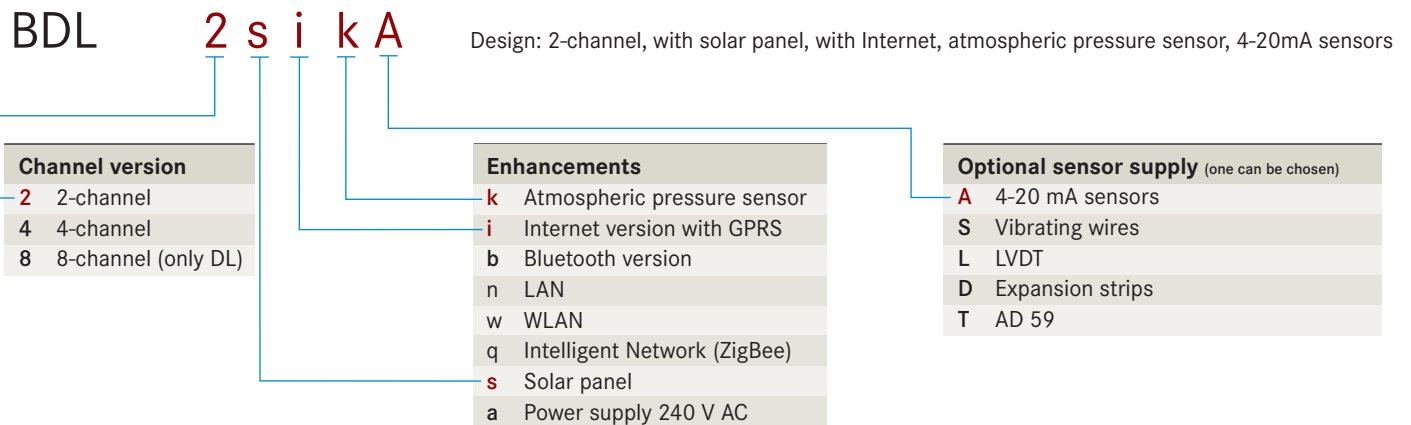 BDL 2 s i k A
Design: 2-channel, with solar panel, with Internet, atmospheric pressure sensor, 4-20mA sensors
Channel version
2 2-channel
4 4-channel
8 8-channel (only DL)
Enhancements
k Atmospheric pressure sensor
i Internet version with GPRS
b Bluetooth version
n LAN
w WLAN
q Intelligent Network (ZigBee)
s Solar panel
a Power supply 240 V AC
Optional sensor supply (one can be chosen)
A 4-20 mA sensors
S Vibrating wires
L LVDT
D Expansion strips
T AD 59